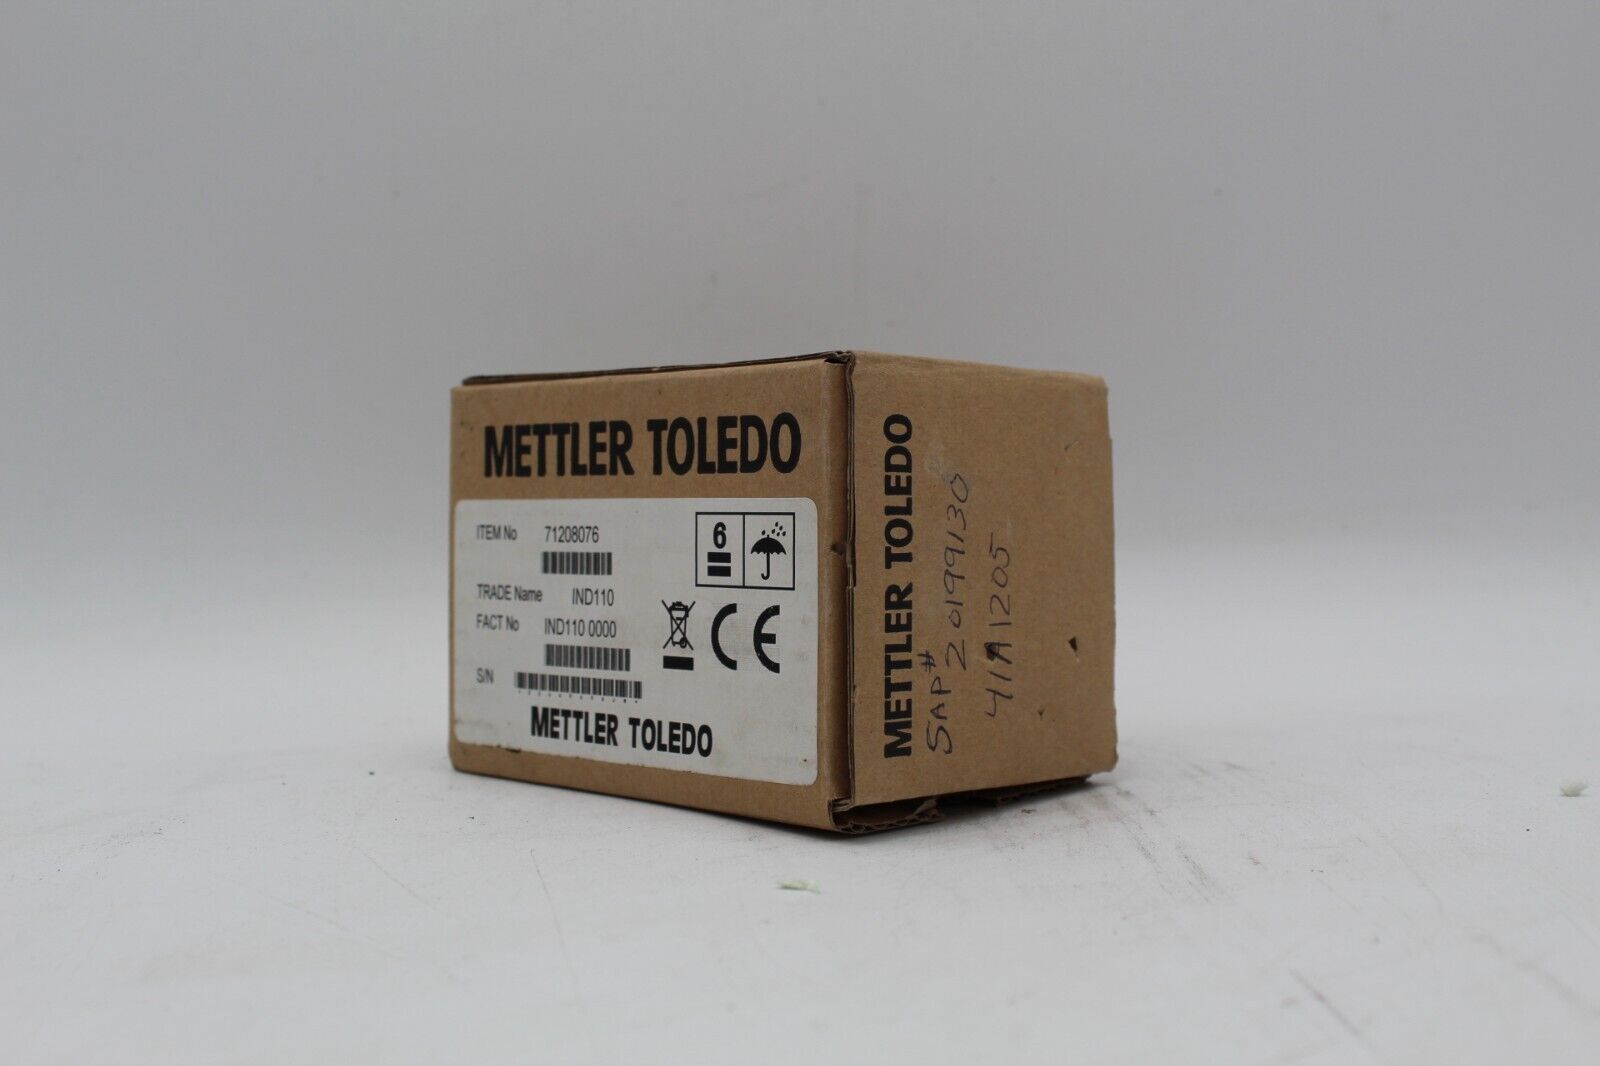 METTLER TOLEDO
ITEM No 71208076
6
TRADE Name IND110
FACT No IND110 0000
CE
S/N
METTLER TOLEDO
METTLER TOLEDO
SAP# 20199130
41A1205